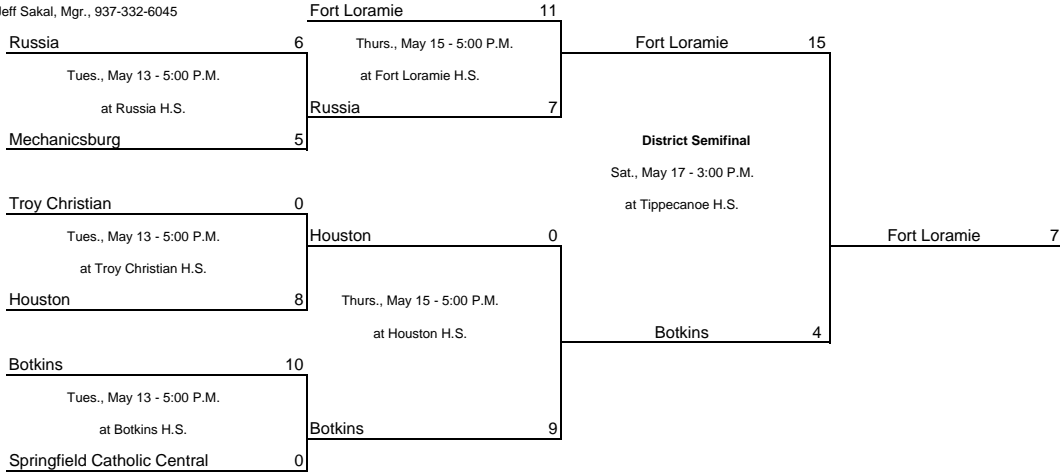 Jeff Sakal, Mgr., 937-332-6045
Fort Loramie 11
Russia 6
Thurs., May 15 - 5:00 P.M.
Fort Loramie 15
Tues., May 13 - 5:00 P.M.
at Fort Loramie H.S.
at Russia H.S.
Russia 7
Mechanicsburg 5
District Semifinal
Sat., May 17 - 3:00 P.M.
Troy Christian 0
at Tippecanoe H.S.
Tues., May 13 - 5:00 P.M.
Houston 0
Fort Loramie 7
at Troy Christian H.S.
Houston 8
Thurs., May 15 - 5:00 P.M.
at Houston H.S.
Botkins 4
Botkins 10
Tues., May 13 - 5:00 P.M.
at Botkins H.S.
Botkins 9
Springfield Catholic Central 0